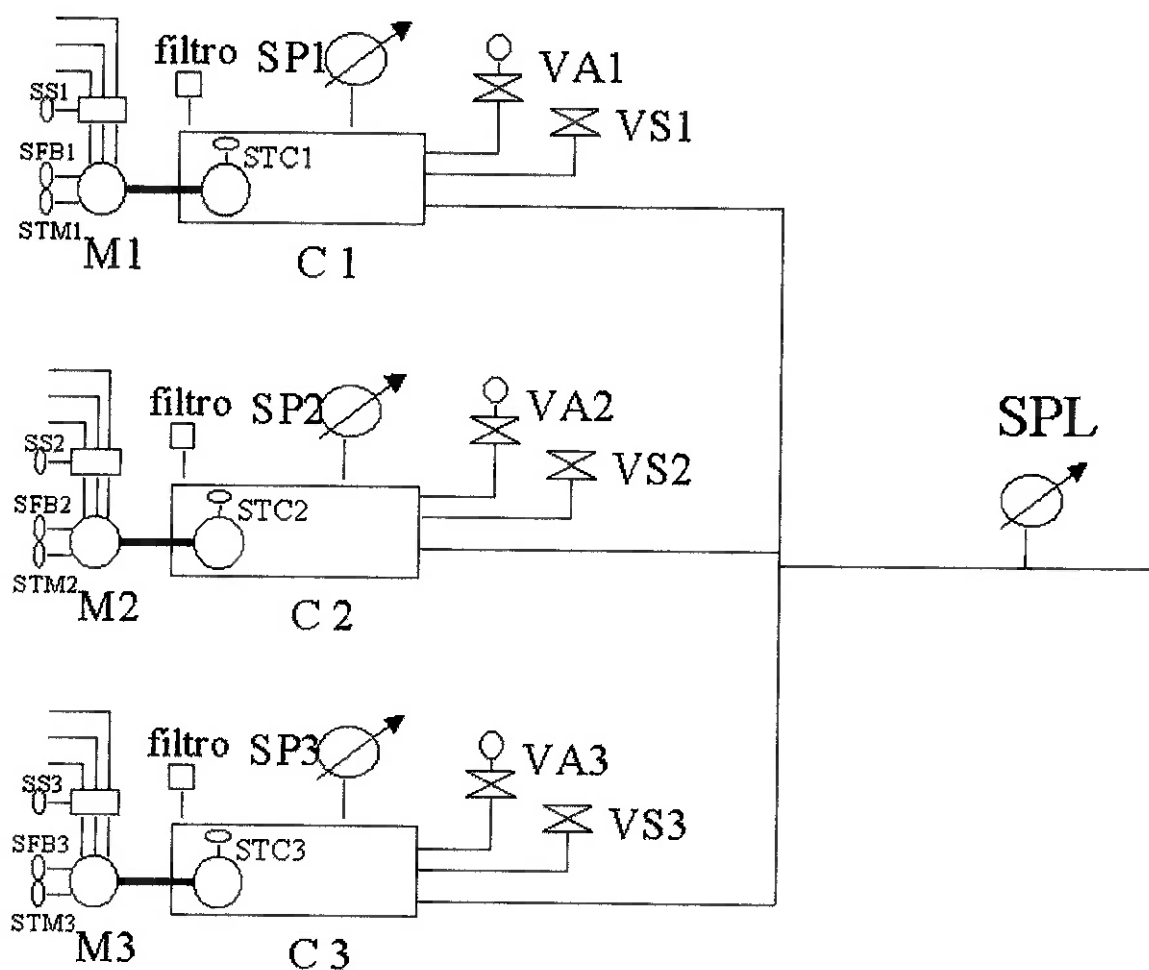 filtro SP1 VA1
SS1 VS1
SFB1 STC1
STM1 M1 C 1
filtro SP2 VA2 SPL
SS2 VS2
SFB2 STC2
STM2 M2 C 2
filtro SP3 VA3
SS3 VS3
SFB3 STC3
STM3 M3 C 3